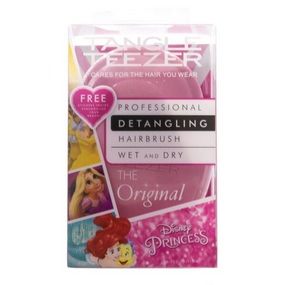 TANGLE
TEEZER
CARES FOR THE HAIR YOU WEAR
FREE
PROFESSIONAL
DETANGLING
HAIRBRUSH
WET AND DRY
THE
Original
Disney
PRINCESS